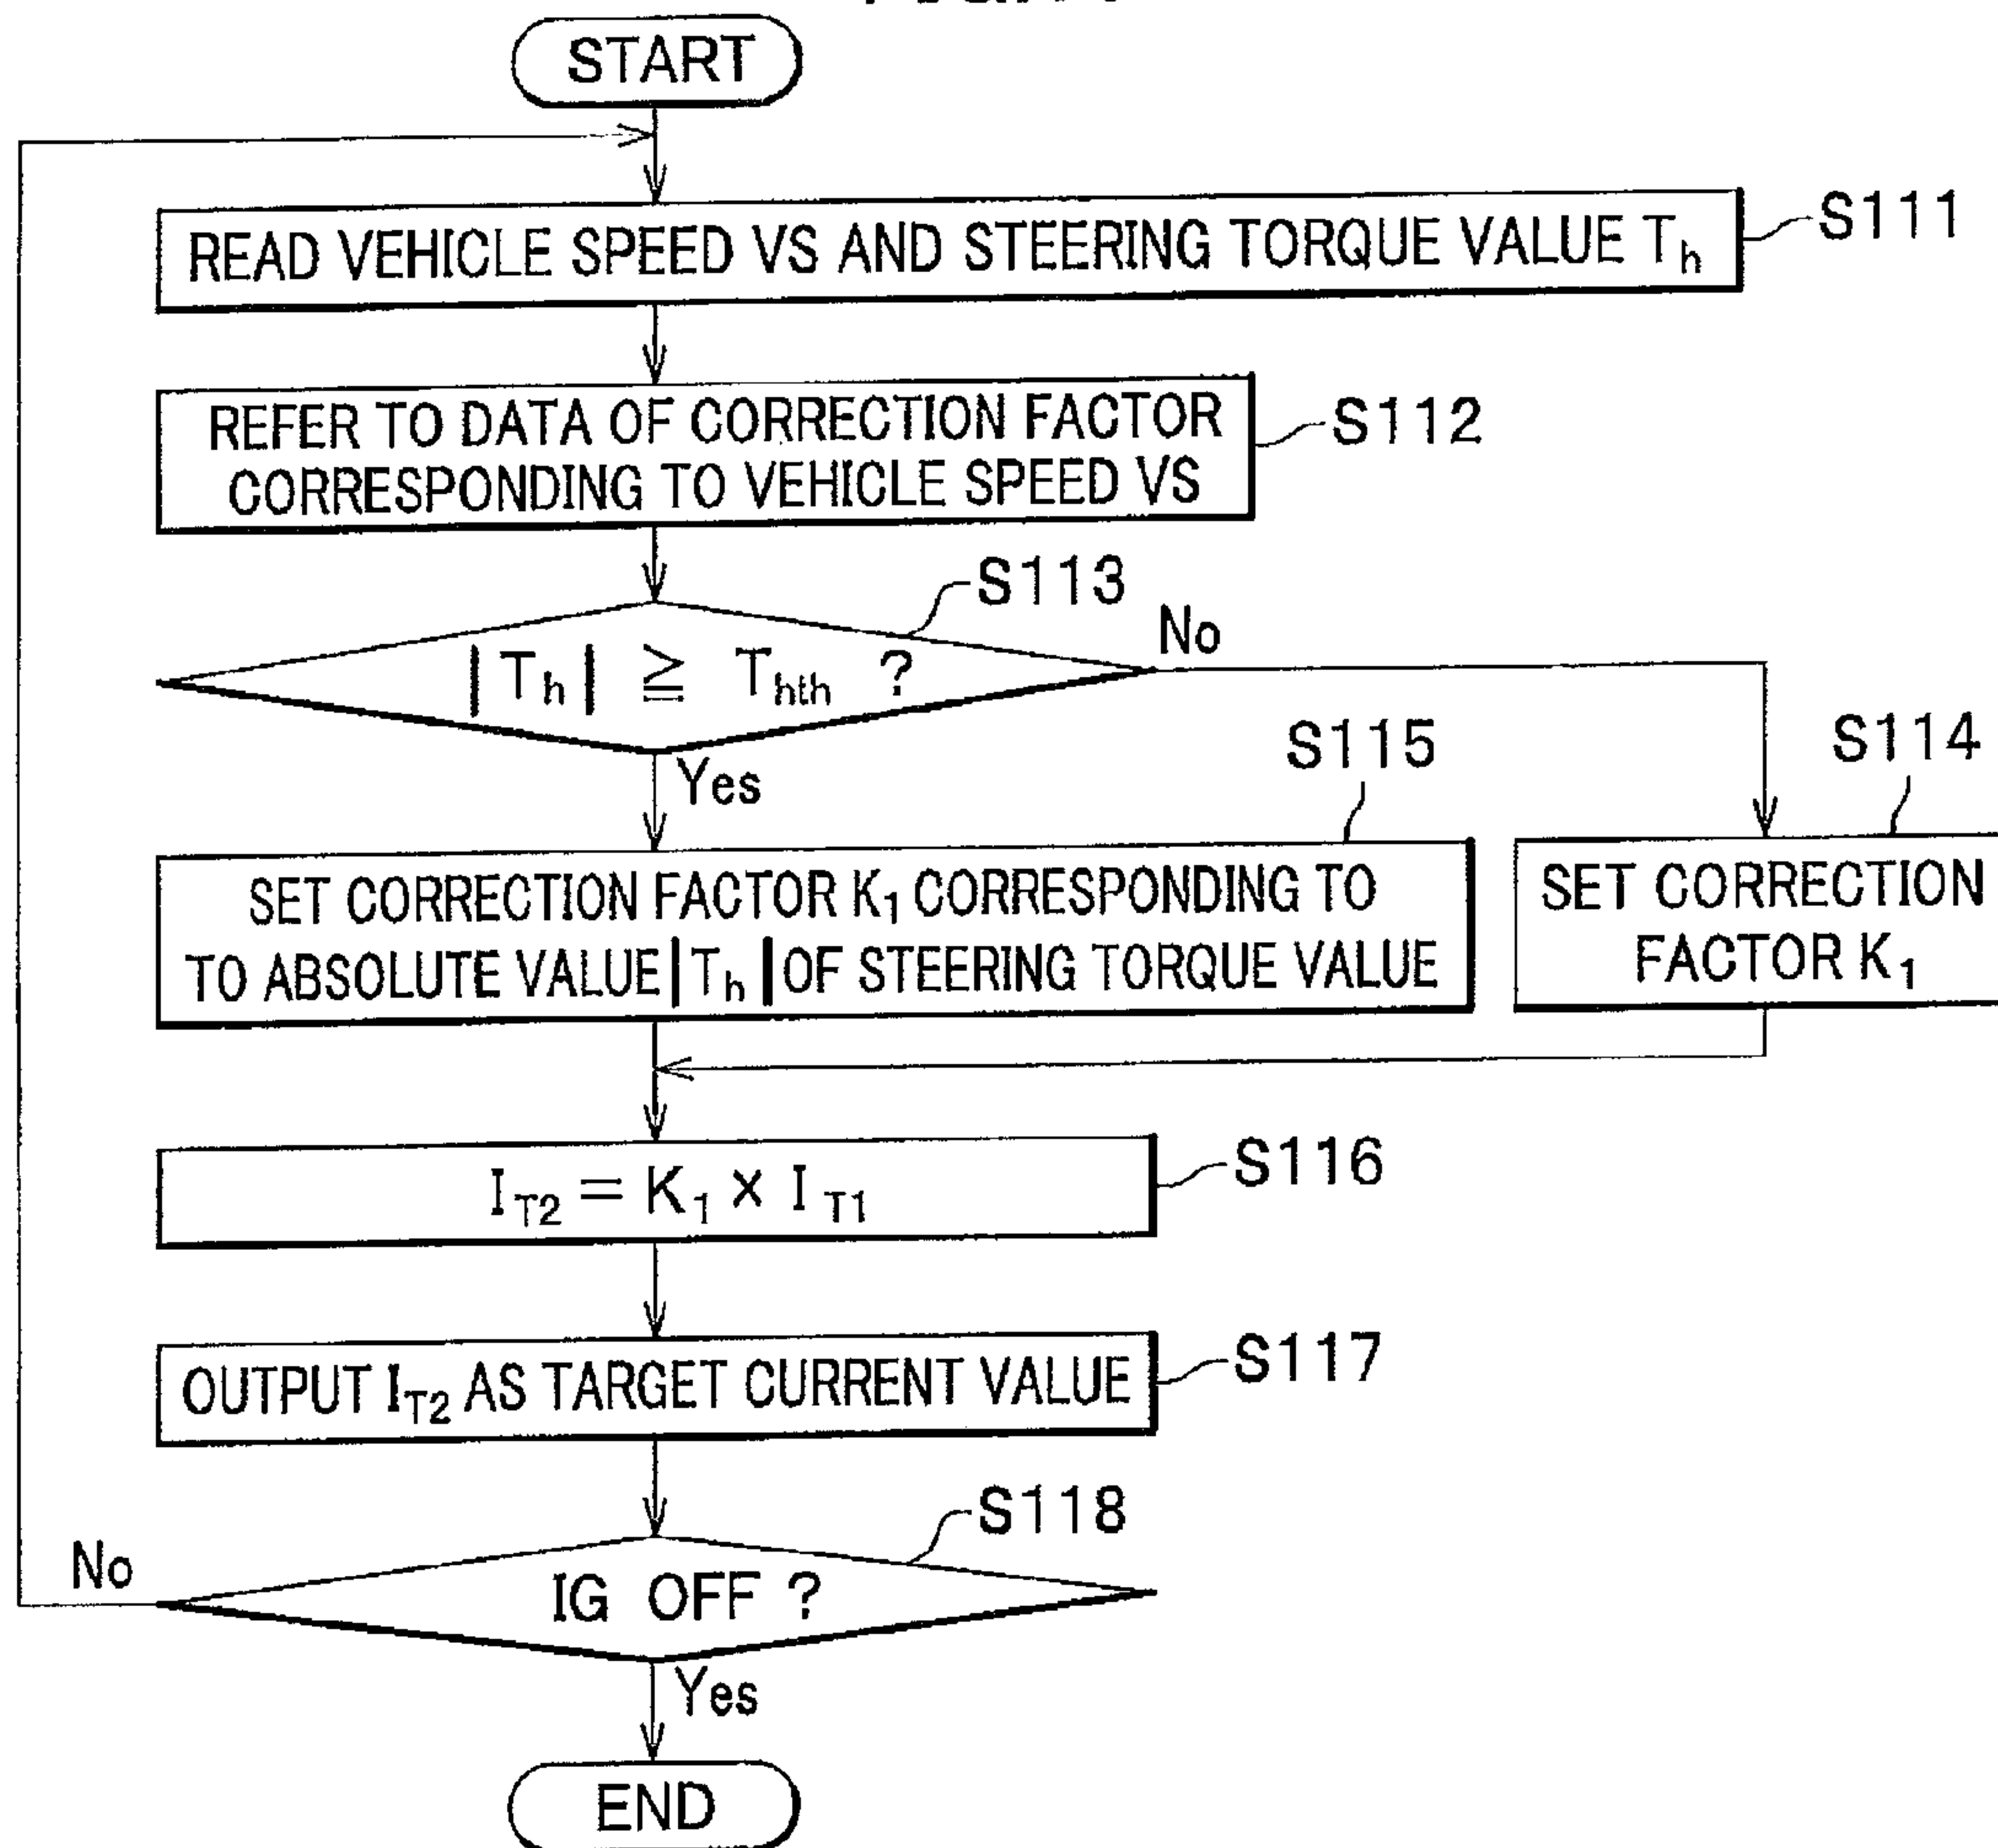 START
READ VEHICLE SPEED VS AND STEERING TORQUE VALUE Th
S111
REFER TO DATA OF CORRECTION FACTOR
CORRESPONDING TO VEHICLE SPEED VS
S112
S113
|Th| ≧ Thth ?
No
Yes
S115
S114
SET CORRECTION FACTOR K1 CORRESPONDING TO
TO ABSOLUTE VALUE|Th|OF STEERING TORQUE VALUE
SET CORRECTION
FACTOR K1
IT2 = K1 × IT1
S116
OUTPUT IT2 AS TARGET CURRENT VALUE
S117
S118
IG OFF ?
No
Yes
END